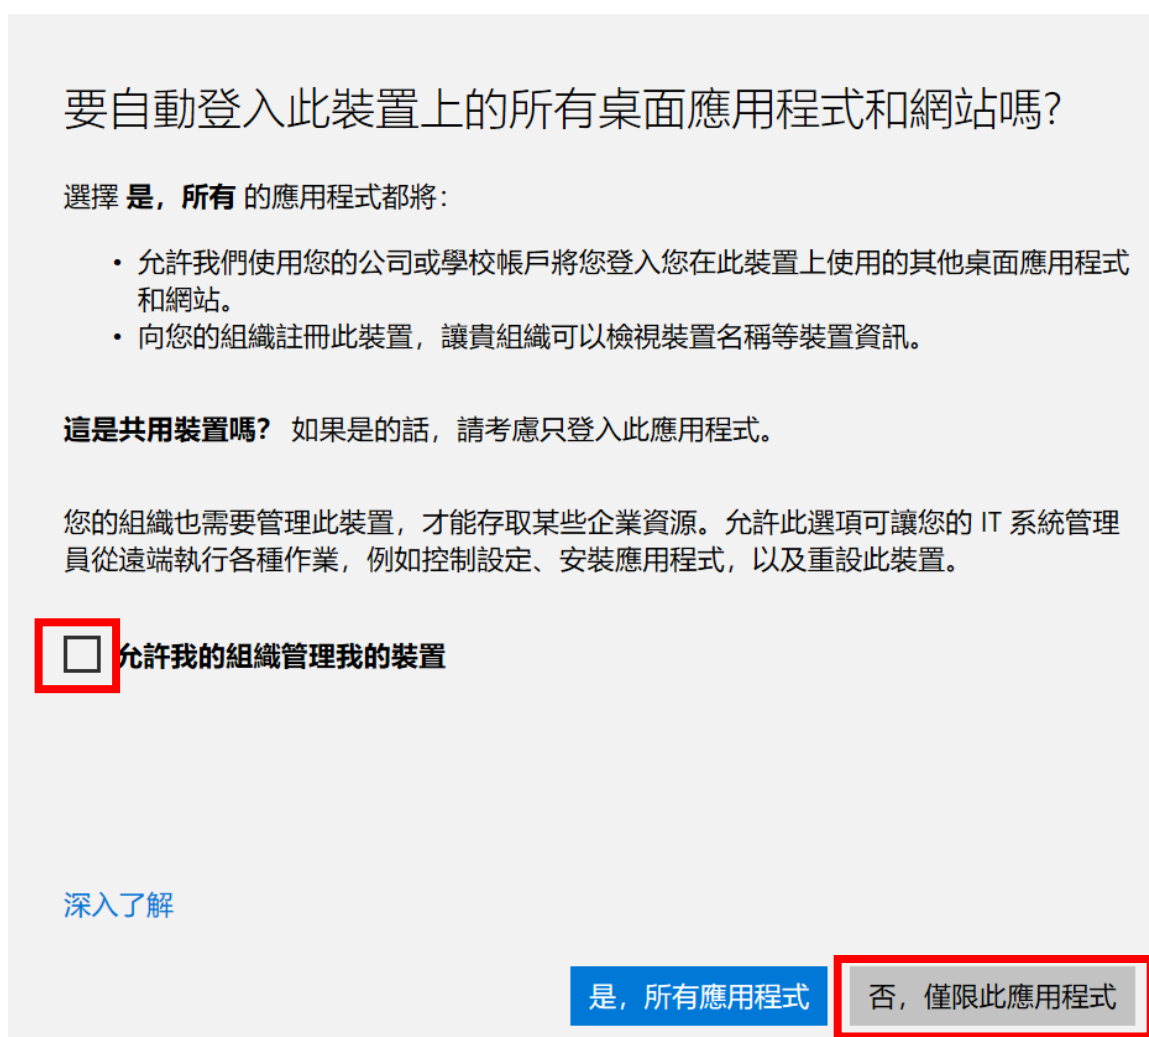 要自動登入此裝置上的所有桌面應用程式和網站嗎?
選擇 是，所有 的應用程式都將:
• 允許我們使用您的公司或學校帳戶將您登入您在此裝置上使用的其他桌面應用程式
和網站。
• 向您的組織註冊此裝置，讓貴組織可以檢視裝置名稱等裝置資訊。
這是共用裝置嗎? 如果是的話，請考慮只登入此應用程式。
您的組織也需要管理此裝置，才能存取某些企業資源。允許此選項可讓您的 IT 系統管理
員從遠端執行各種作業，例如控制設定、安裝應用程式，以及重設此裝置。
允許我的組織管理我的裝置
深入了解
是，所有應用程式
否，僅限此應用程式